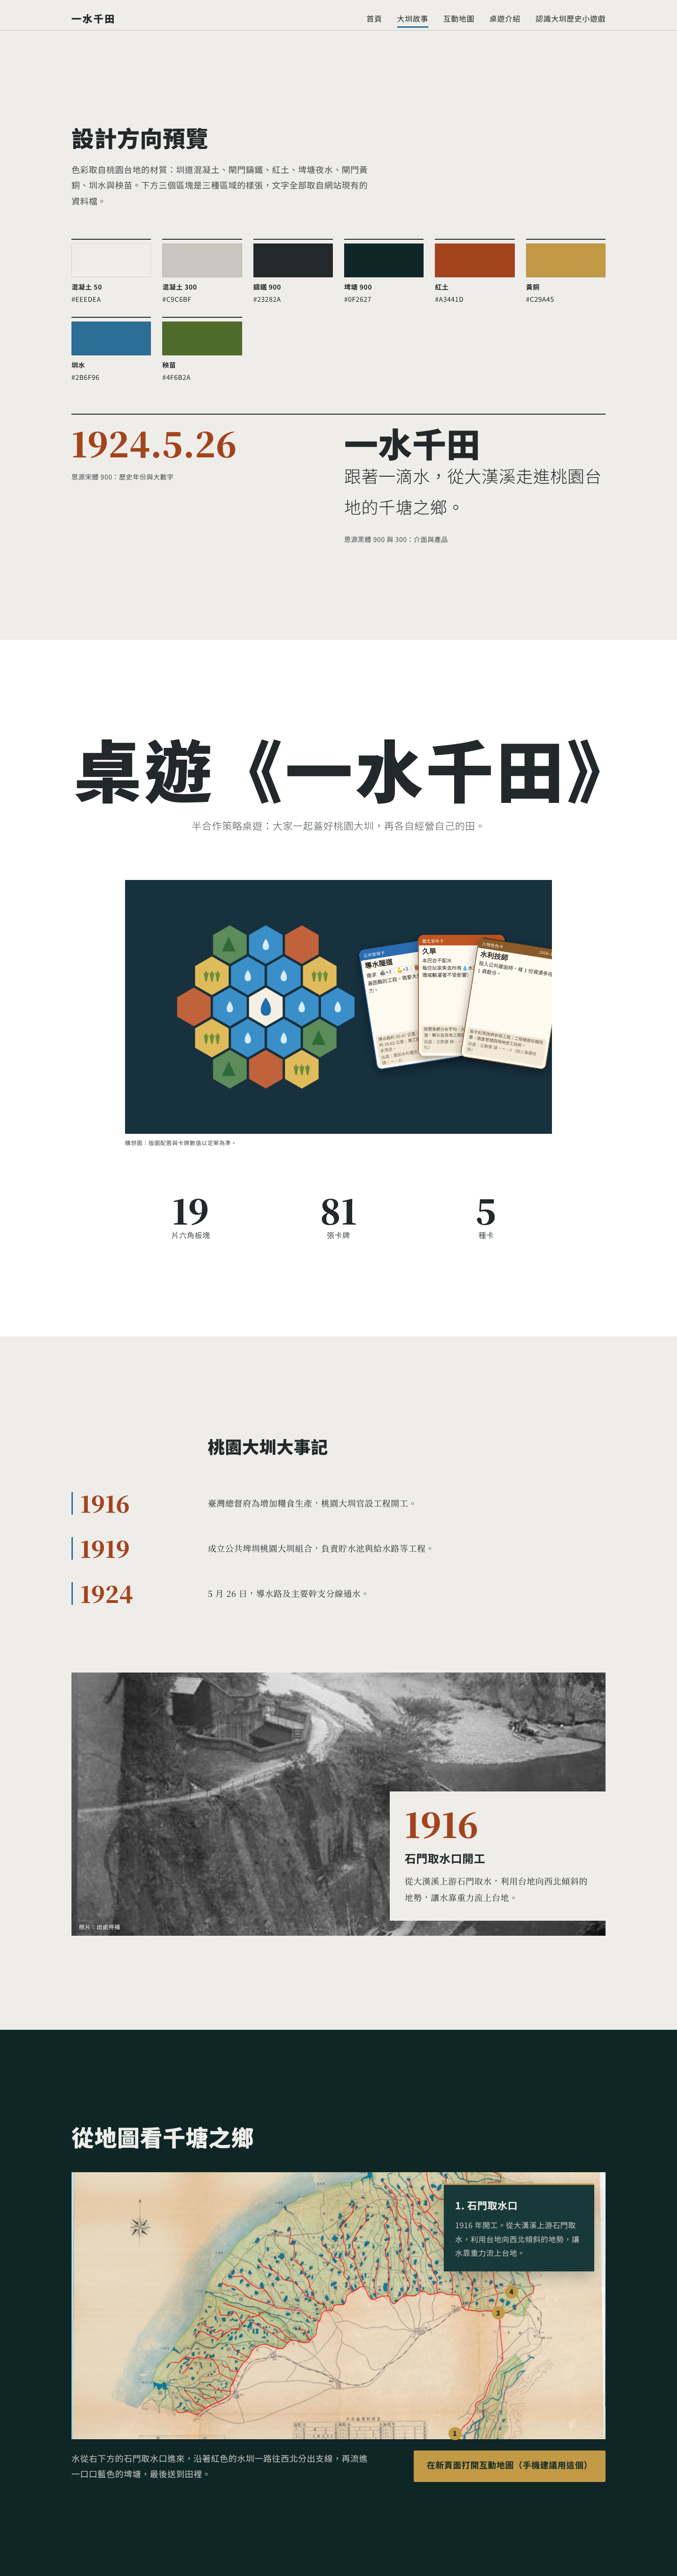 一水千田
首頁
大圳故事
互動地圖
桌遊介紹
認識大圳歷史小遊戲
設計方向預覽
色彩取自桃園台地的材質：圳道混凝土、閘門鑄鐵、紅土、埤塘夜水、閘門黃
銅、圳水與秧苗。下方三個區塊是三種區域的樣張，文字全部取自網站現有的
資料檔。
混凝土 50
#EEEDEA
混凝土 300
#C9C6BF
鑄鐵 900
#23282A
埤塘 900
#0F2627
紅土
#A3441D
黃銅
#C29A45
圳水
#2B6F96
秧苗
#4F6B2A
1924.5.26
思源宋體 900：歷史年份與大數字
一水千田
跟著一滴水，從大漢溪走進桃園台
地的千塘之鄉。
思源黑體 900 與 300：介面與產品
桌遊《一水千田》
半合作策略桌遊：大家一起蓋好桃園大圳，再各自經營自己的田。
導水隧道
久旱
本回合不配水
水利技師
構想圖：版圖配置與卡牌數值以定案為準。
19
片六角板塊
81
張卡牌
5
種卡
桃園大圳大事記
1916
臺灣總督府為增加糧食生產，桃園大圳官設工程開工。
1919
成立公共埤圳桃園大圳組合，負責貯水池與給水路等工程。
1924
5 月 26 日，導水路及主要幹支分線通水。
1916
石門取水口開工
從大漢溪上游石門取水，利用台地向西北傾斜的
地勢，讓水靠重力流上台地。
照片：出處待補
從地圖看千塘之鄉
1. 石門取水口
1916 年開工。從大漢溪上游石門取
水，利用台地向西北傾斜的地勢，讓
水靠重力流上台地。
4
3
1
水從右下方的石門取水口進來，沿著紅色的水圳一路往西北分出支線，再流進
一口口藍色的埤塘，最後送到田裡。
在新頁面打開互動地圖（手機建議用這個）